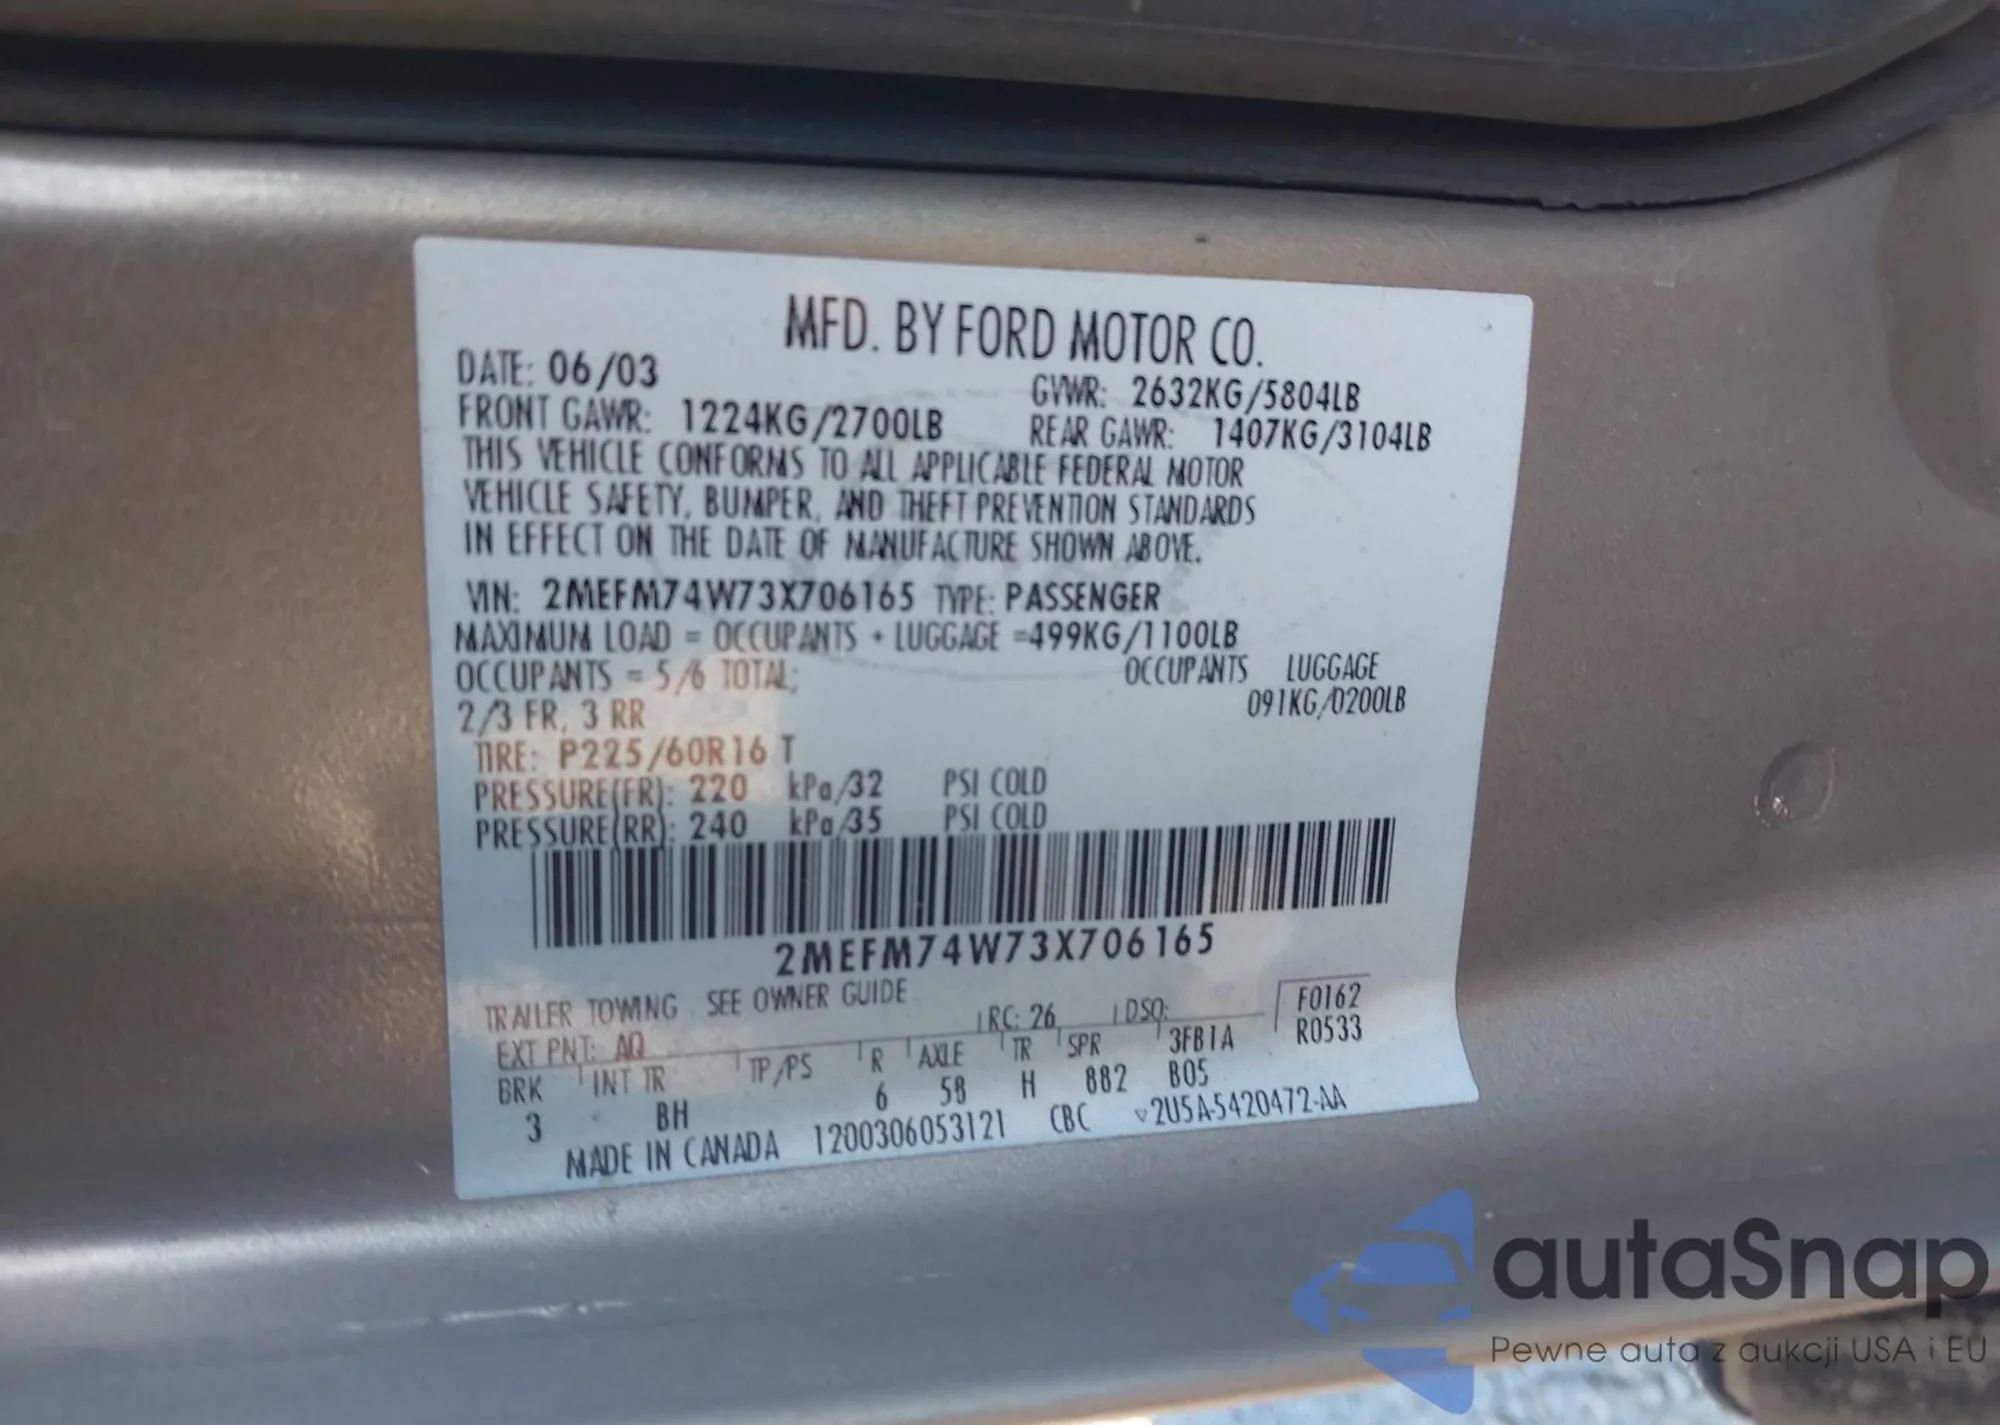 MFD. BY FORD MOTOR CO.
DATE: 06/03 GVWR: 2632KG/5804LB
FRONT GAWR: 1224KG/2700LB REAR GAWR: 1407KG/3104LB
THIS VEHICLE CONFORMS TO ALL APPLICABLE FEDERAL MOTOR
VEHICLE SAFETY, BUMPER, AND THEFT PREVENTION STANDARDS
IN EFFECT ON THE DATE OF MANUFACTURE SHOWN ABOVE.
VIN: 2MEFM74W73X706165 TYPE: PASSENGER
MAXIMUM LOAD = OCCUPANTS + LUGGAGE =499KG/1100LB
OCCUPANTS = 5/6 TOTAL; OCCUPANTS LUGGAGE
2/3 FR, 3 RR 091KG/0200LB
TIRE: P225/60R16 T
PRESSURE(FR): 220 kPa/32 PSI COLD
PRESSURE(RR): 240 kPa/35 PSI COLD
2MEFM74W73X706165
TRAILER TOWING - SEE OWNER GUIDE
EXT PNT: AQ RC: 26 DSO: F0162
BRK INT TR TP/PS R AXLE TR SPR 3FB1A R0533
3 BH 6 58 H 882 B05
MADE IN CANADA 1200306053121 CBC ▽2U5A-5420472-AA
autaSnap
Pewne auta z aukcji USA i EU